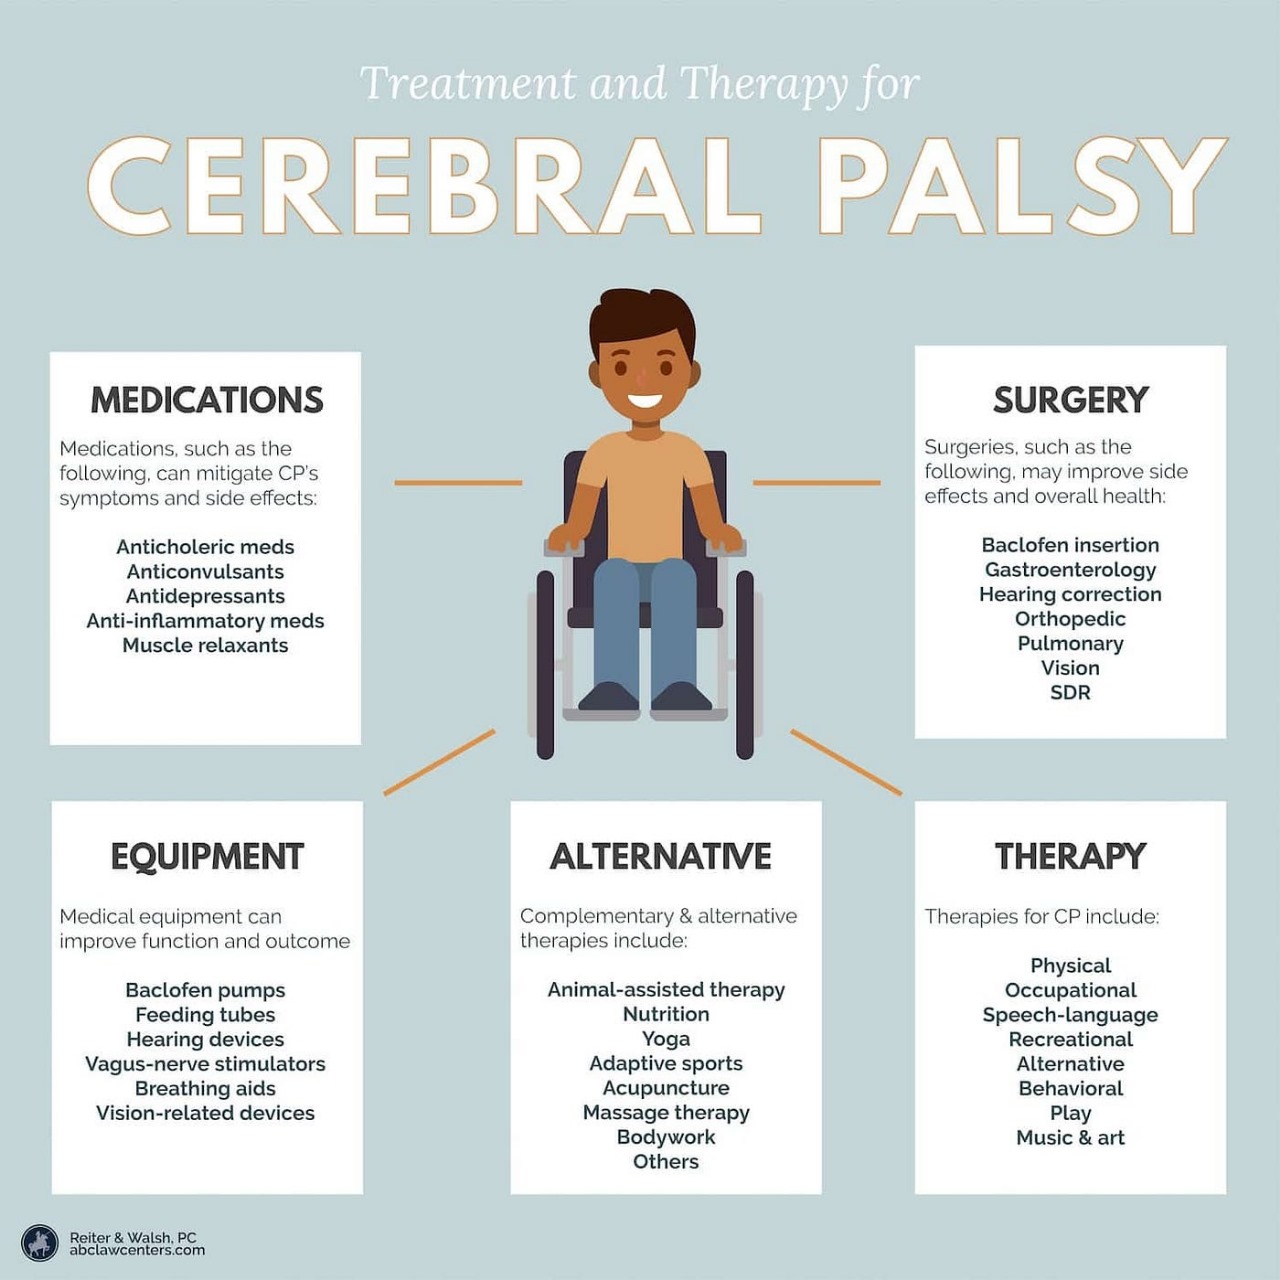 Treatment and Therapy for
CEREBRAL PALSY
MEDICATIONS
Medications, such as the
following, can mitigate CP's
symptoms and side effects:
Anticholeric meds
Anticonvulsants
Antidepressants
Anti-inflammatory meds
Muscle relaxants
SURGERY
Surgeries, such as the
following, may improve side
effects and overall health:
Baclofen insertion
Gastroenterology
Hearing correction
Orthopedic
Pulmonary
Vision
SDR
EQUIPMENT
Medical equipment can
improve function and outcome
Baclofen pumps
Feeding tubes
Hearing devices
Vagus-nerve stimulators
Breathing aids
Vision-related devices
ALTERNATIVE
Complementary & alternative
therapies include:
Animal-assisted therapy
Nutrition
Yoga
Adaptive sports
Acupuncture
Massage therapy
Bodywork
Others
THERAPY
Therapies for CP include:
Physical
Occupational
Speech-language
Recreational
Alternative
Behavioral
Play
Music & art
Reiter & Walsh, PC
abclawcenters.com